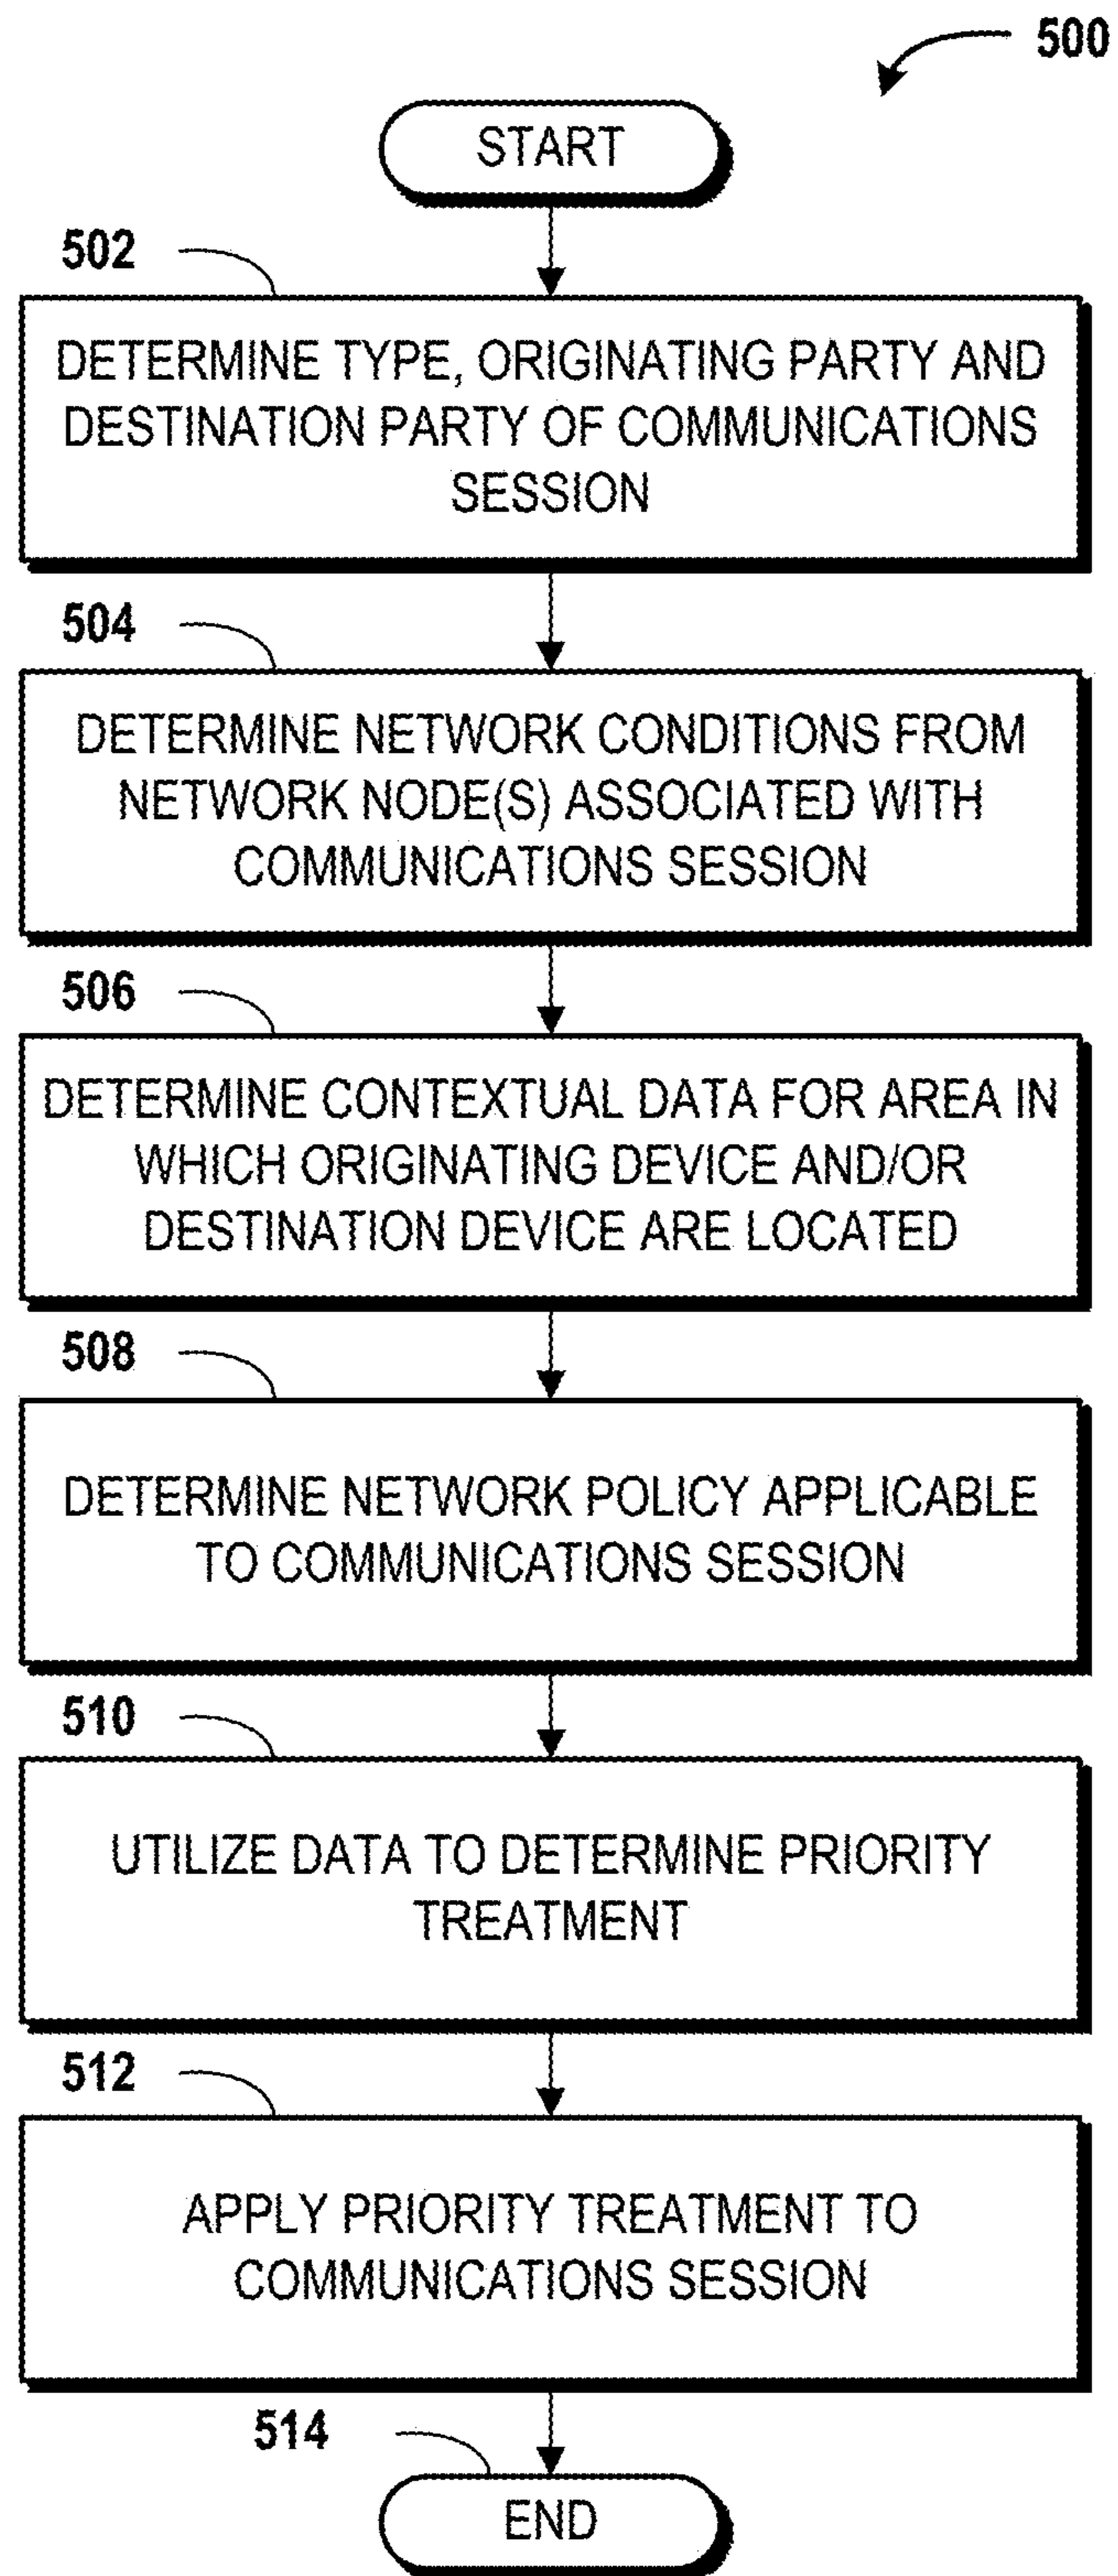 500
START
502
DETERMINE TYPE, ORIGINATING PARTY AND
DESTINATION PARTY OF COMMUNICATIONS
SESSION
504
DETERMINE NETWORK CONDITIONS FROM
NETWORK NODE(S) ASSOCIATED WITH
COMMUNICATIONS SESSION
506
DETERMINE CONTEXTUAL DATA FOR AREA IN
WHICH ORIGINATING DEVICE AND/OR
DESTINATION DEVICE ARE LOCATED
508
DETERMINE NETWORK POLICY APPLICABLE
TO COMMUNICATIONS SESSION
510
UTILIZE DATA TO DETERMINE PRIORITY
TREATMENT
512
APPLY PRIORITY TREATMENT TO
COMMUNICATIONS SESSION
514
END